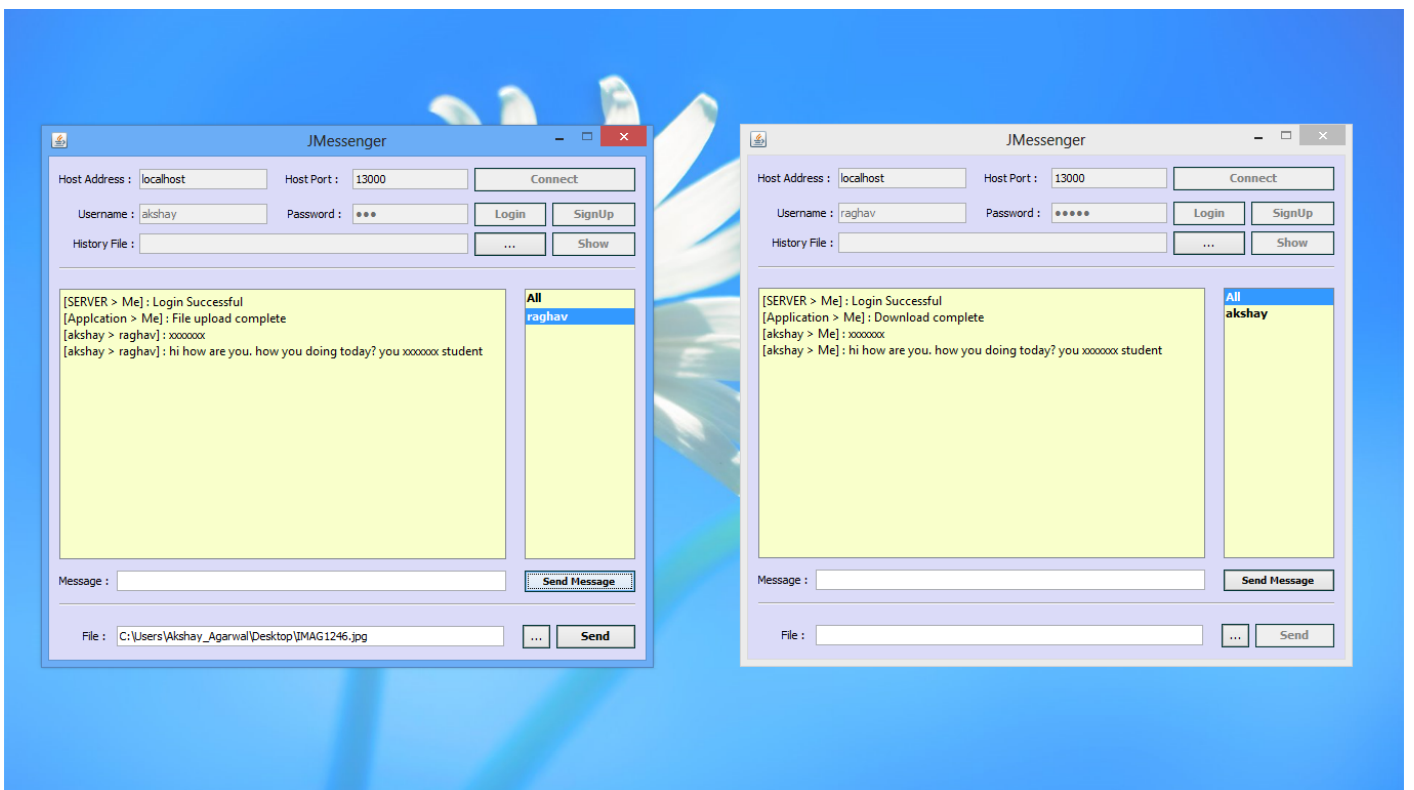 JMessenger
Host Address : localhost Host Port : 13000 Connect
Username : akshay Password : ●●● Login SignUp
History File : ... Show
[SERVER > Me] : Login Successful
[Applcation > Me] : File upload complete
[akshay > raghav] : xxxxxxx
[akshay > raghav] : hi how are you. how you doing today? you xxxxxxx student
All
raghav
Message : Send Message
File : C:\Users\Akshay_Agarwal\Desktop\IMAG1246.jpg ... Send
JMessenger
Host Address : localhost Host Port : 13000 Connect
Username : raghav Password : ●●●●● Login SignUp
History File : ... Show
[SERVER > Me] : Login Successful
[Application > Me] : Download complete
[akshay > Me] : xxxxxxx
[akshay > Me] : hi how are you. how you doing today? you xxxxxxx student
All
akshay
Message : Send Message
File : ... Send